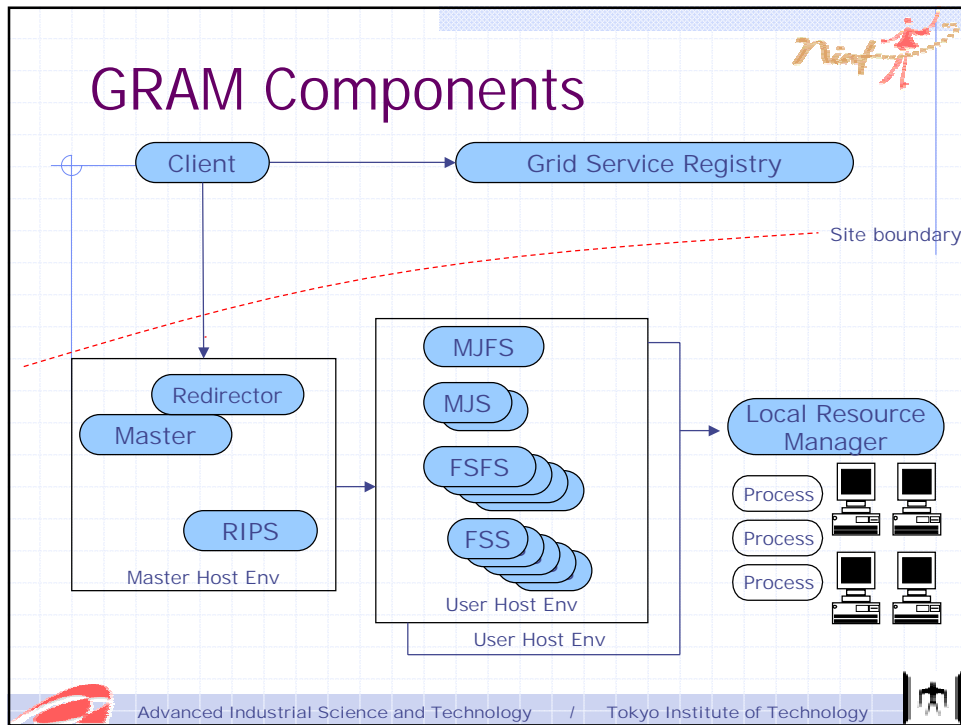 Ninf
GRAM Components
Client
Grid Service Registry
Site boundary
Redirector
Master
RIPS
Master Host Env
MJFS
MJS
FSFS
FSS
User Host Env
User Host Env
Local Resource
Manager
Process
Process
Process
Advanced Industrial Science and Technology / Tokyo Institute of Technology